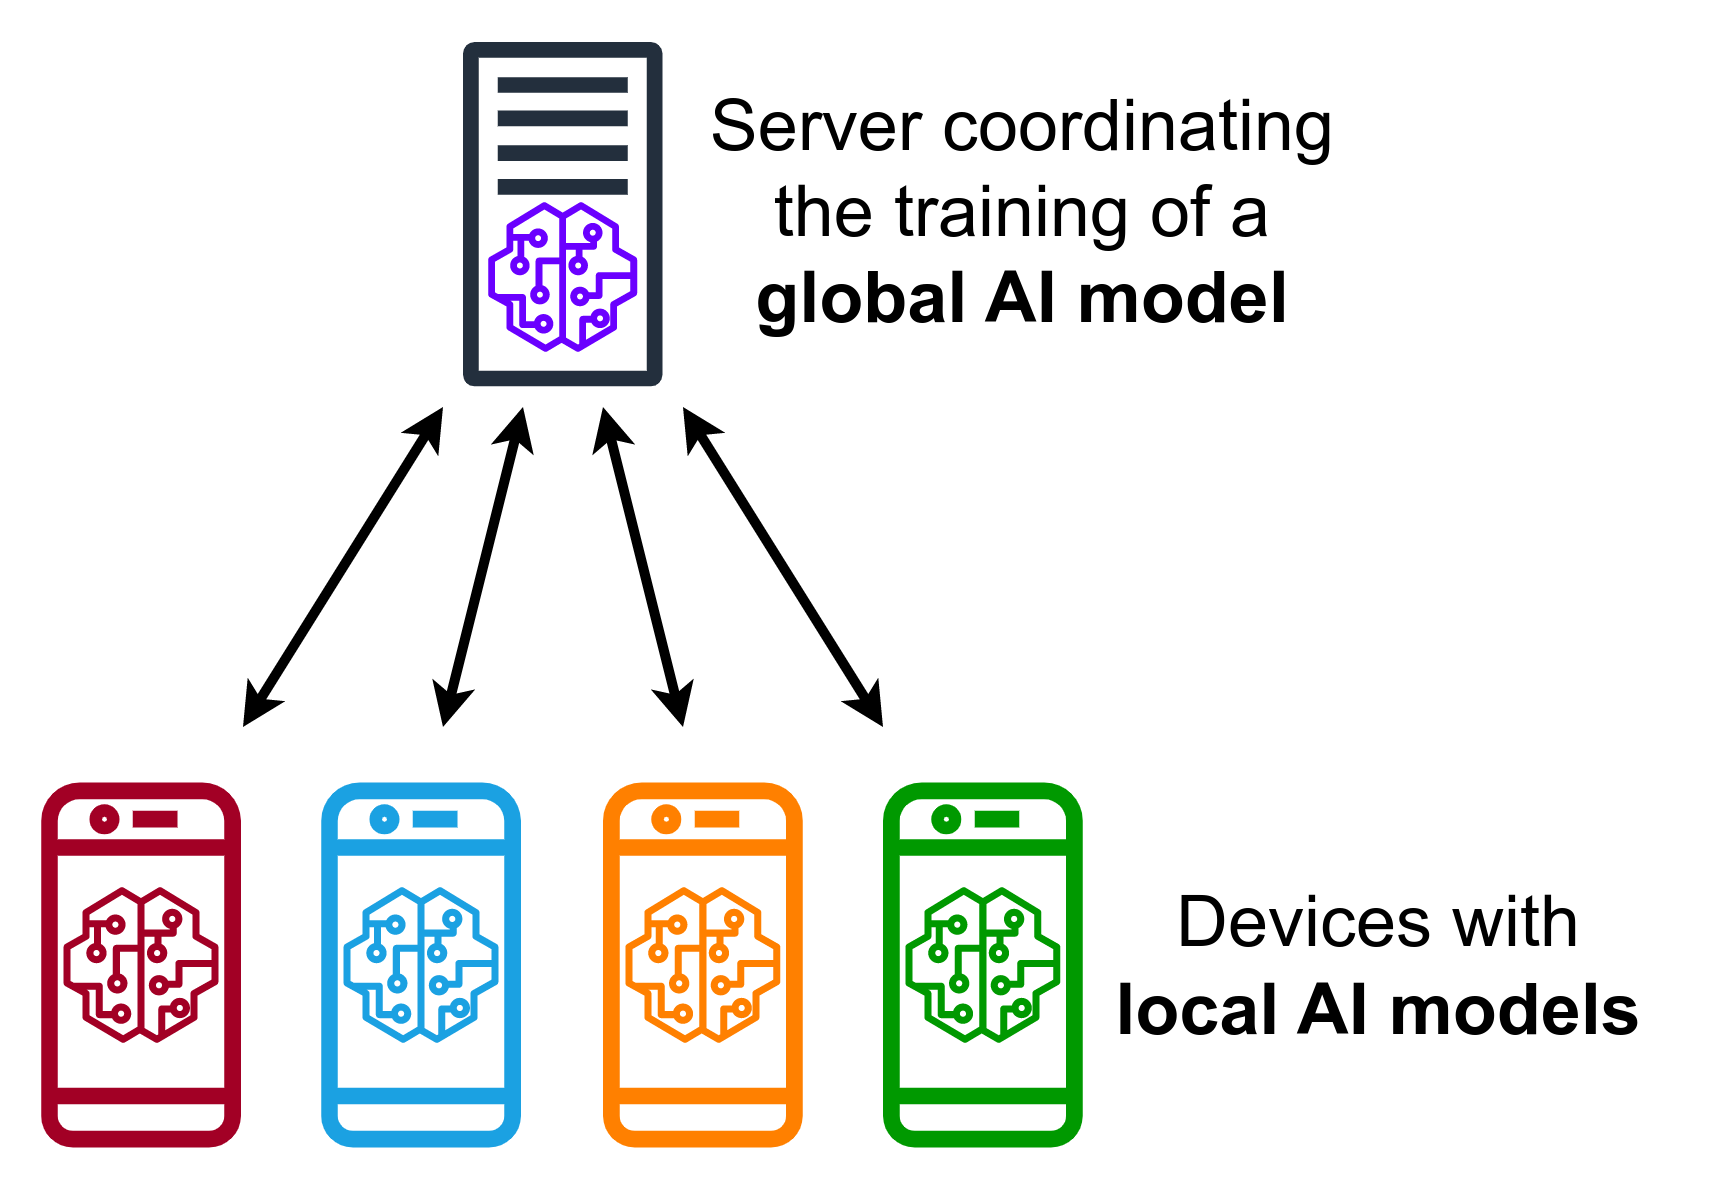 Server coordinating
the training of a
global AI model
Devices with
local AI models